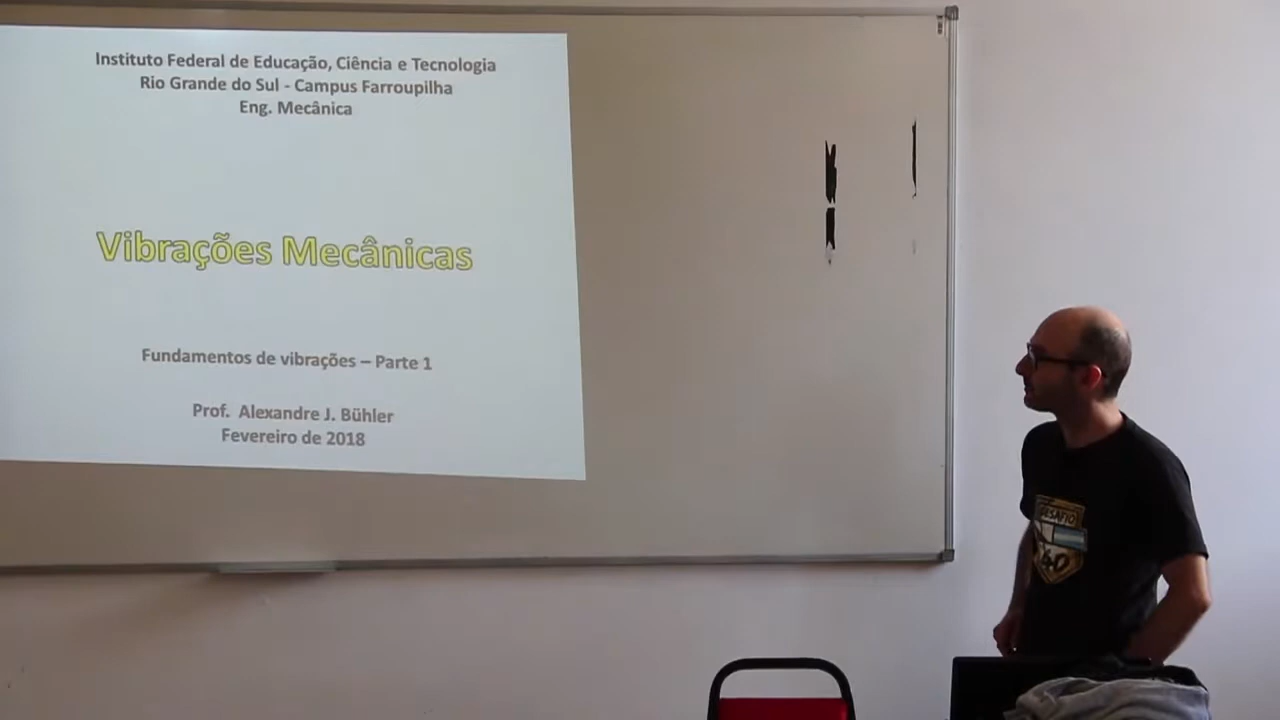 Instituto Federal de Educação, Ciência e Tecnologia
Rio Grande do Sul - Campus Farroupilha
Eng. Mecânica
Vibrações Mecânicas
Fundamentos de vibrações – Parte 1
Prof. Alexandre J. Bühler
Fevereiro de 2018
DESAFIO